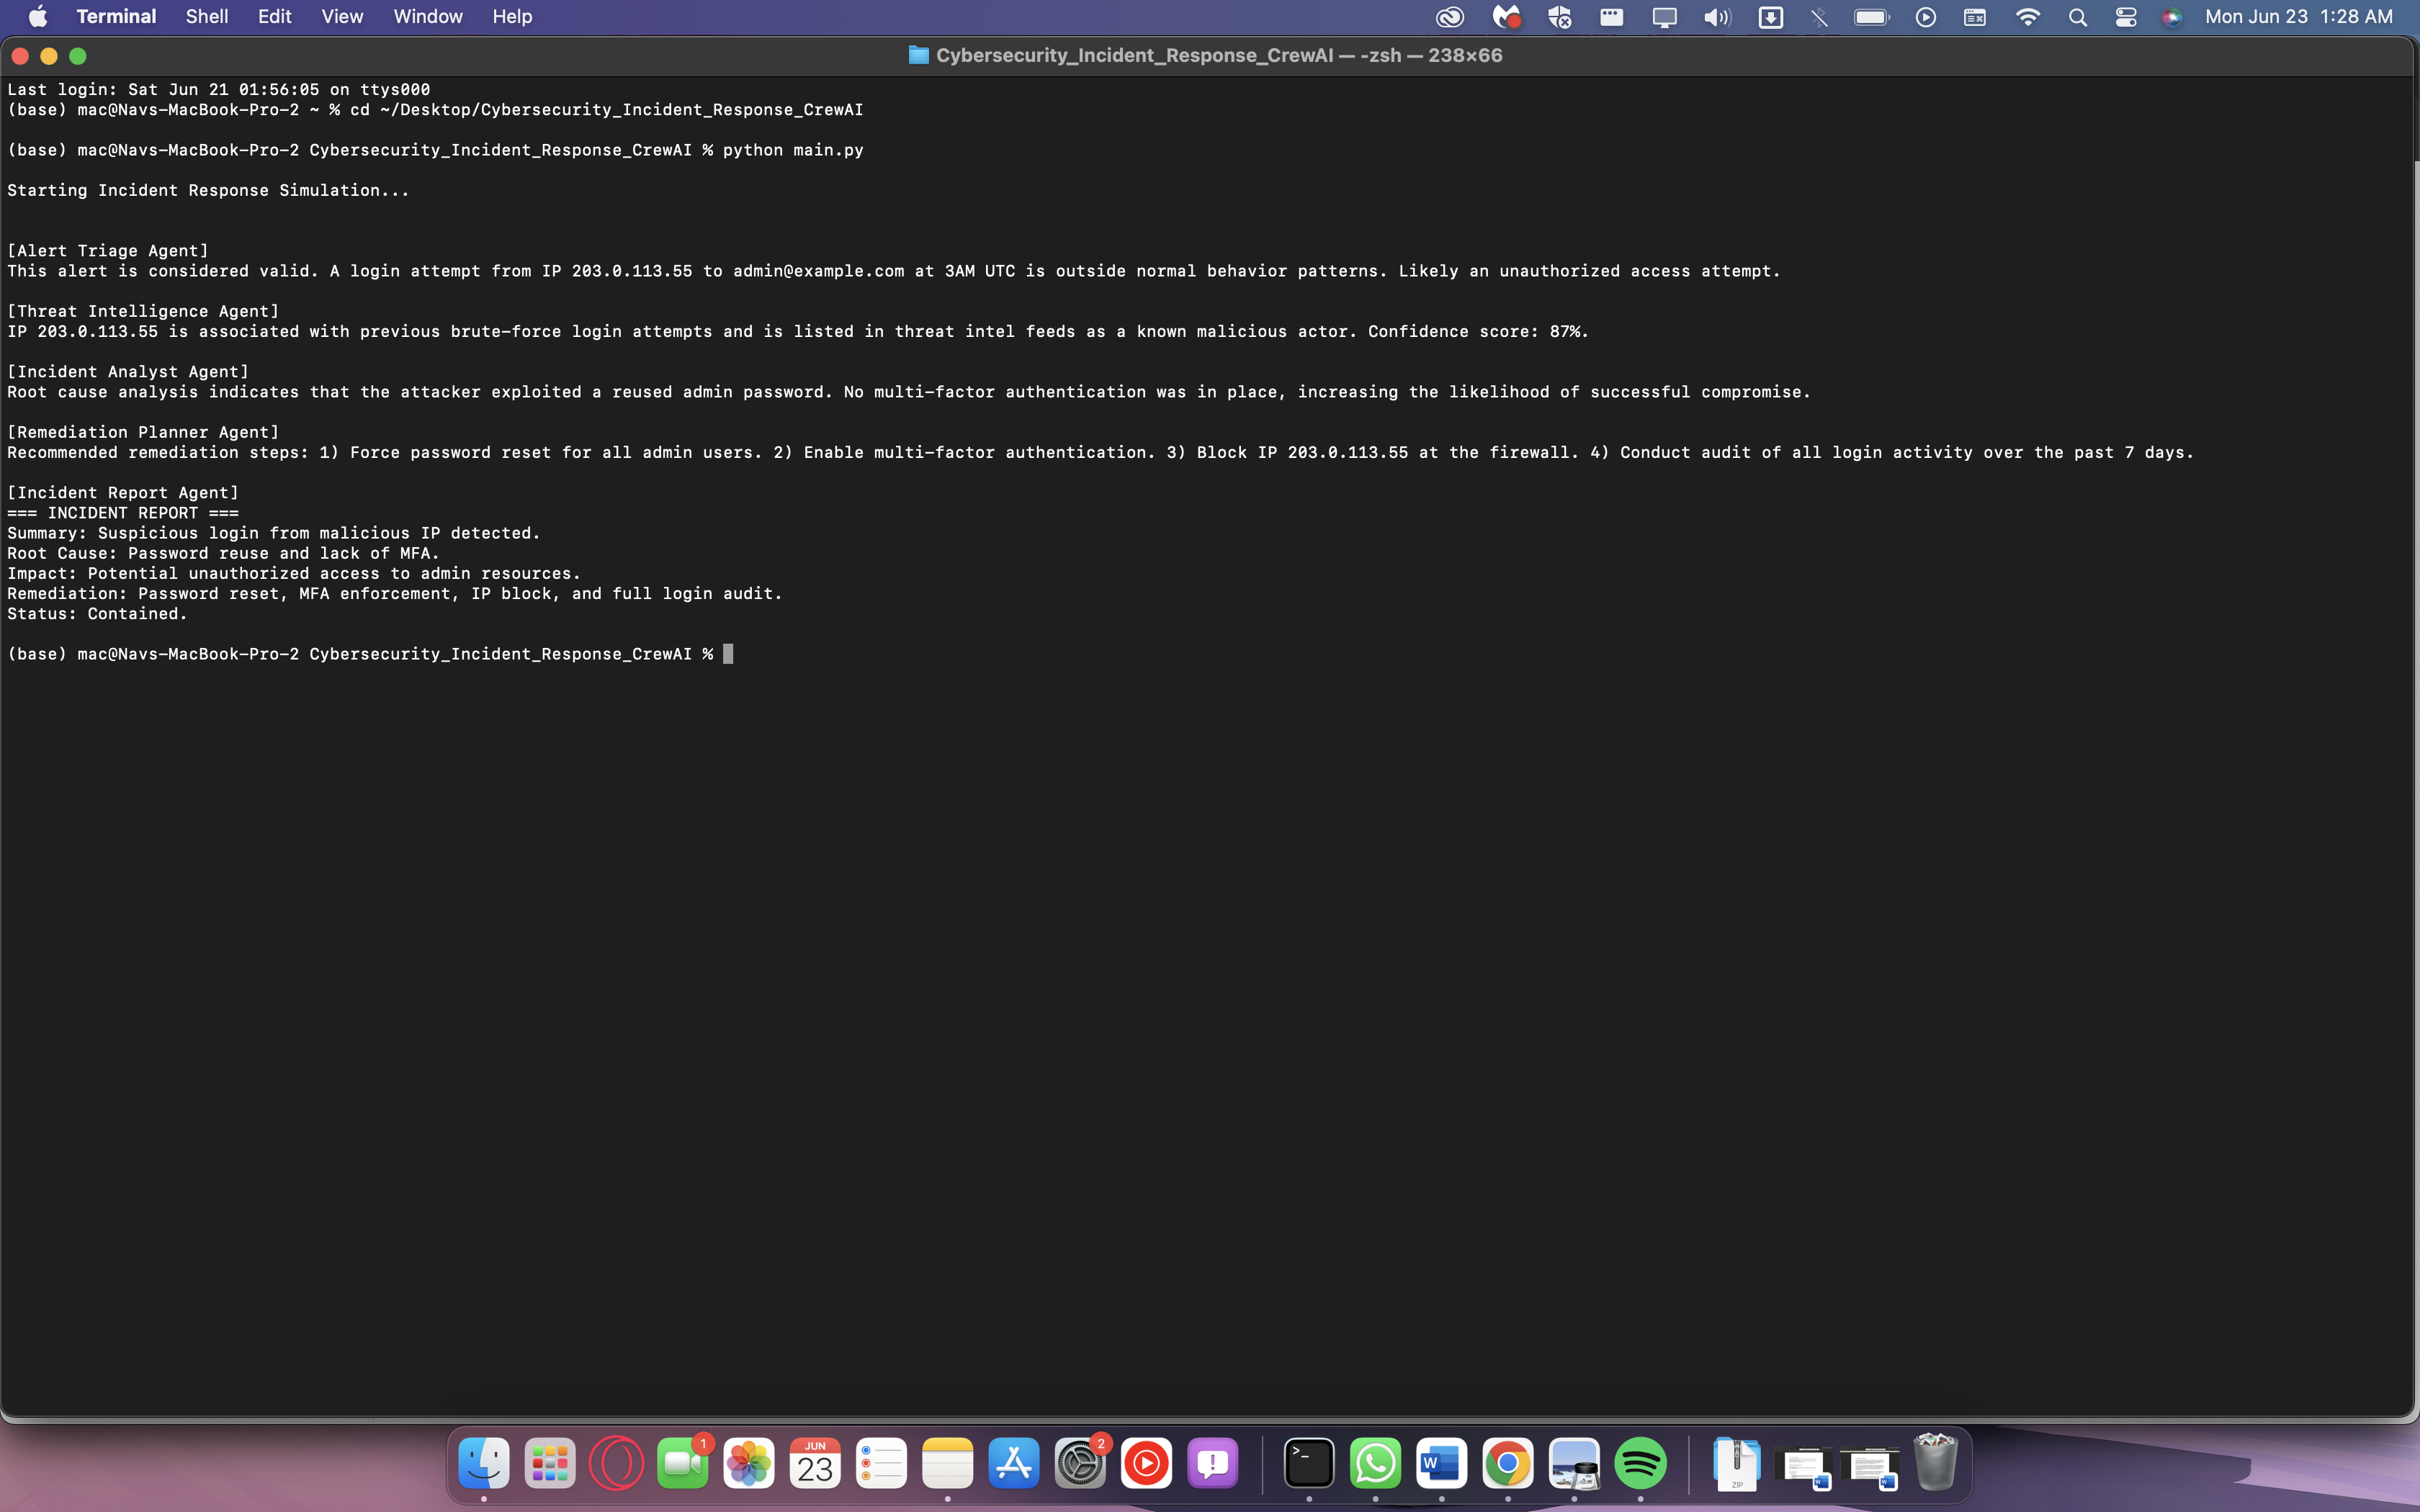 Terminal Shell Edit View Window Help Mon Jun 23 1:28 AM
Cybersecurity_Incident_Response_CrewAI — -zsh — 238×66
Last login: Sat Jun 21 01:56:05 on ttys000
(base) mac@Navs-MacBook-Pro-2 ~ % cd ~/Desktop/Cybersecurity_Incident_Response_CrewAI
(base) mac@Navs-MacBook-Pro-2 Cybersecurity_Incident_Response_CrewAI % python main.py
Starting Incident Response Simulation...
[Alert Triage Agent]
This alert is considered valid. A login attempt from IP 203.0.113.55 to admin@example.com at 3AM UTC is outside normal behavior patterns. Likely an unauthorized access attempt.
[Threat Intelligence Agent]
IP 203.0.113.55 is associated with previous brute-force login attempts and is listed in threat intel feeds as a known malicious actor. Confidence score: 87%.
[Incident Analyst Agent]
Root cause analysis indicates that the attacker exploited a reused admin password. No multi-factor authentication was in place, increasing the likelihood of successful compromise.
[Remediation Planner Agent]
Recommended remediation steps: 1) Force password reset for all admin users. 2) Enable multi-factor authentication. 3) Block IP 203.0.113.55 at the firewall. 4) Conduct audit of all login activity over the past 7 days.
[Incident Report Agent]
=== INCIDENT REPORT ===
Summary: Suspicious login from malicious IP detected.
Root Cause: Password reuse and lack of MFA.
Impact: Potential unauthorized access to admin resources.
Remediation: Password reset, MFA enforcement, IP block, and full login audit.
Status: Contained.
(base) mac@Navs-MacBook-Pro-2 Cybersecurity_Incident_Response_CrewAI %
1 JUN 2
23 >_ W ZIP W W